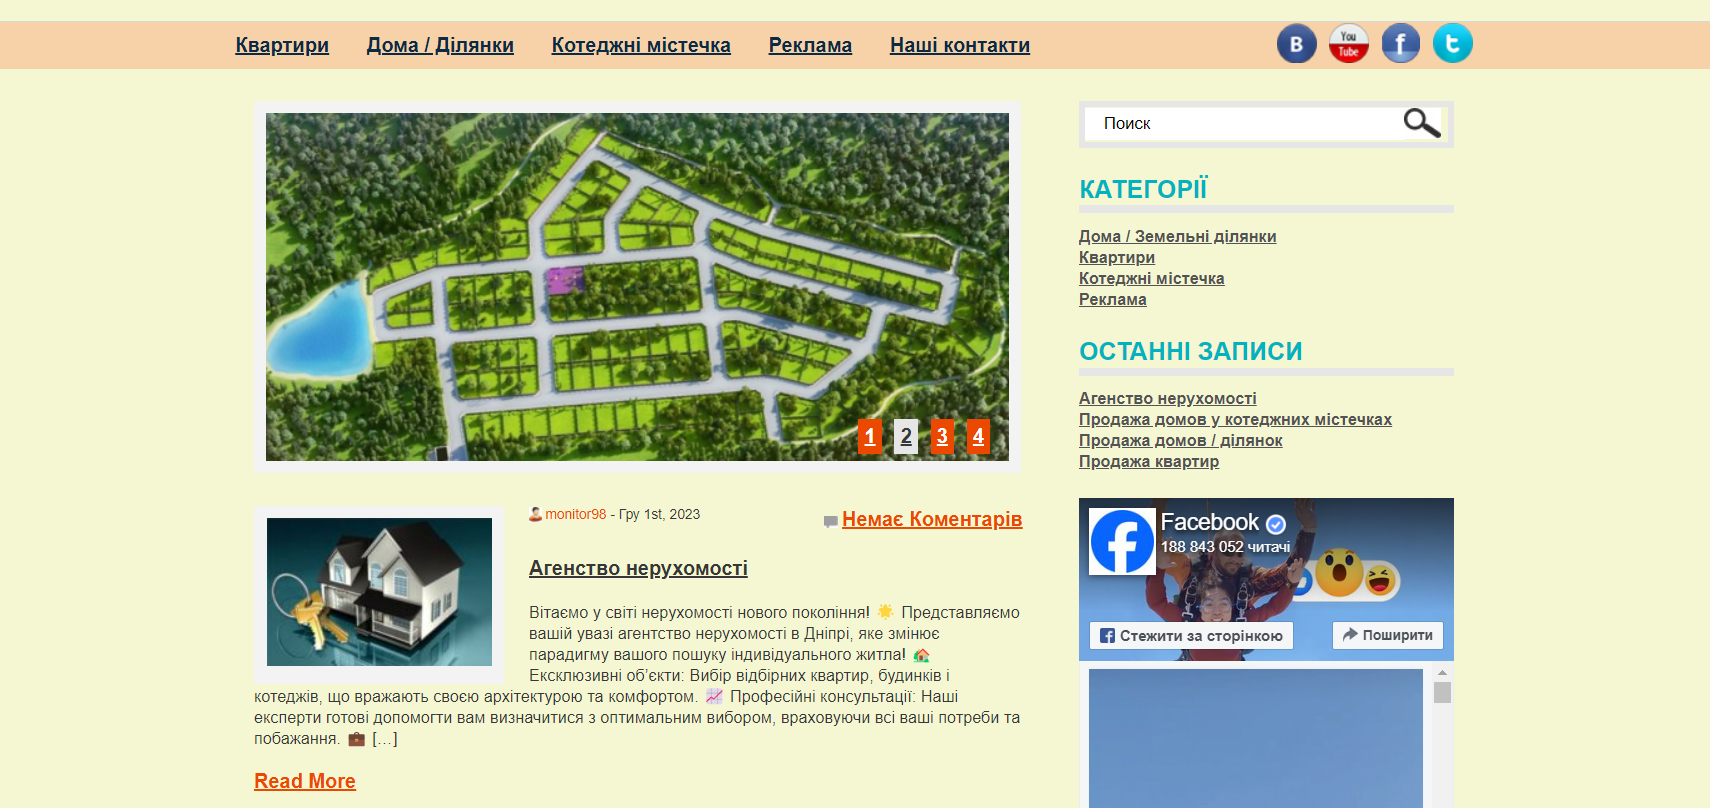 Квартири Дома / Ділянки Котеджні містечка Реклама Наші контакти
B You Tube f t
Поиск
КАТЕГОРІЇ
Дома / Земельні ділянки
Квартири
Котеджні містечка
Реклама
ОСТАННІ ЗАПИСИ
Агенство нерухомості
Продажа домов у котеджних містечках
Продажа домов / ділянок
Продажа квартир
1 2 3 4
monitor98 - Гру 1st, 2023
Немає Коментарів
Агенство нерухомості
Вітаємо у світі нерухомості нового покоління! 🌟 Представляємо
вашій увазі агентство нерухомості в Дніпрі, яке змінює
парадигму вашого пошуку індивідуального житла! 🏠
Ексклюзивні об’єкти: Вибір відбірних квартир, будинків і
котеджів, що вражають своєю архітектурою та комфортом. 📈 Професійні консультації: Наші
експерти готові допомогти вам визначитися з оптимальним вибором, враховуючи всі ваші потреби та
побажання. 💼 […]
Read More
Facebook
188 843 052 читачі
Стежити за сторінкою
Поширити